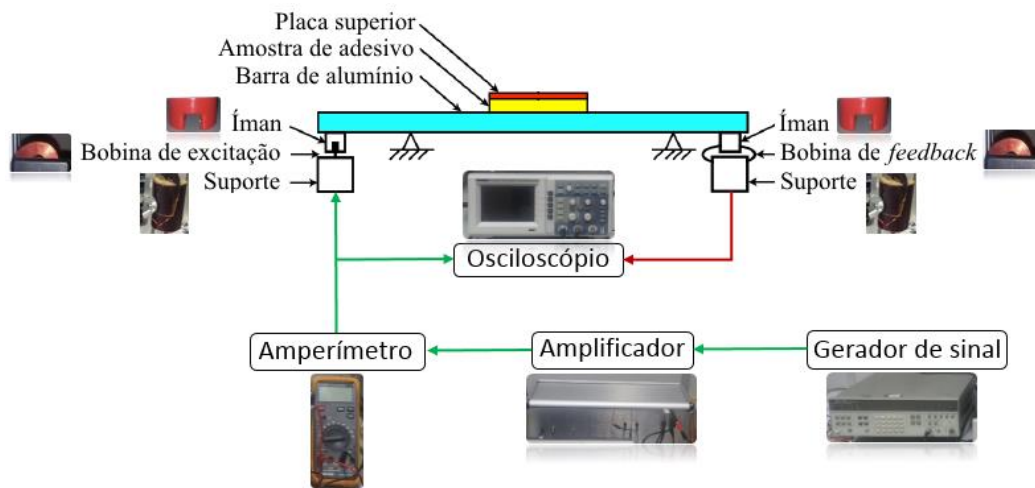 Placa superior
Amostra de adesivo
Barra de alumínio
Íman
Bobina de excitação
Suporte
Íman
Bobina de feedback
Suporte
Osciloscópio
Amperímetro
Amplificador
Gerador de sinal